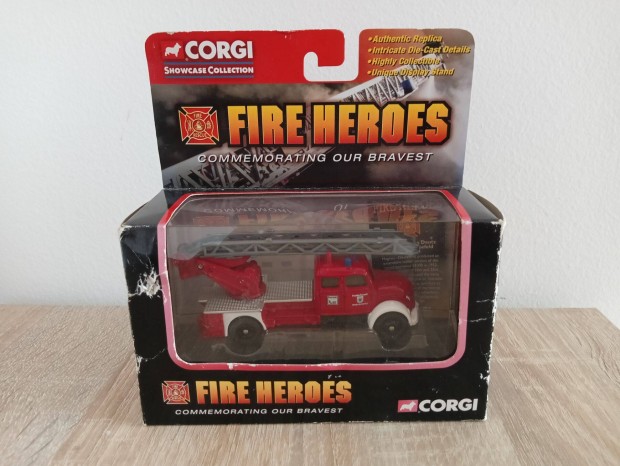 CORGI
SHOWCASE COLLECTION
•Authentic Replica
•Intricate Die-Cast Details
•Highly Collectible
•Unique Display Stand
FIRE HEROES
COMMEMORATING OUR BRAVEST
FIRE HEROES
COMMEMORATING OUR BRAVEST
CORGI